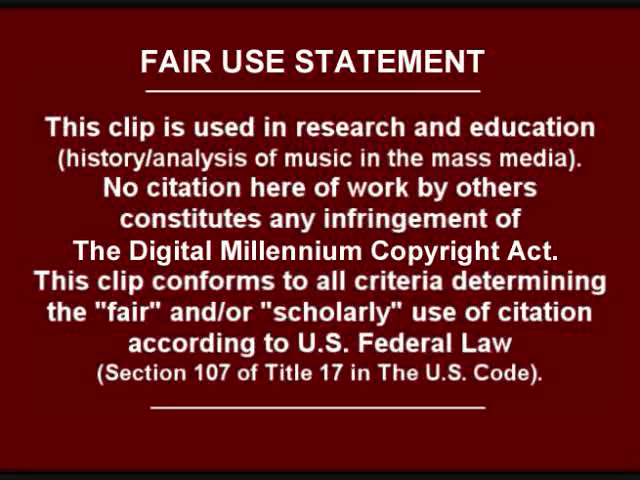 FAIR USE STATEMENT
This clip is used in research and education
(history/analysis of music in the mass media).
No citation here of work by others
constitutes any infringement of
The Digital Millennium Copyright Act.
This clip conforms to all criteria determining
the "fair" and/or "scholarly" use of citation
according to U.S. Federal Law
(Section 107 of Title 17 in The U.S. Code).